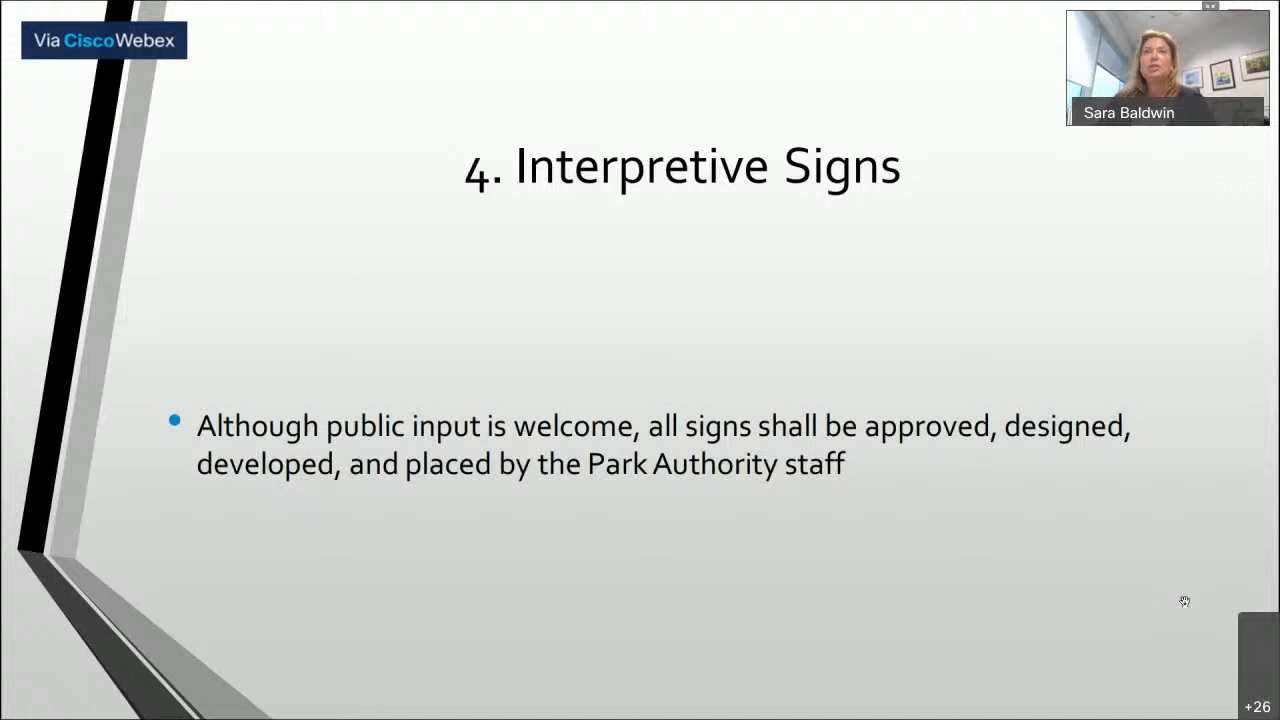 Via CiscoWebex
Sara Baldwin
4. Interpretive Signs
• Although public input is welcome, all signs shall be approved, designed,
developed, and placed by the Park Authority staff
+26